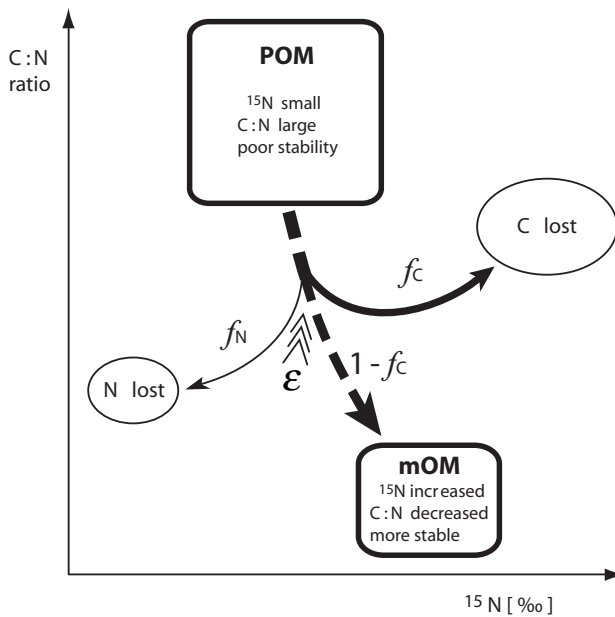 C:N
ratio
POM
¹⁵N small
C:N large
poor stability
C lost
fC
fN
ε
1 - fC
N lost
mOM
¹⁵N increased
C:N decreased
more stable
¹⁵N [‰]